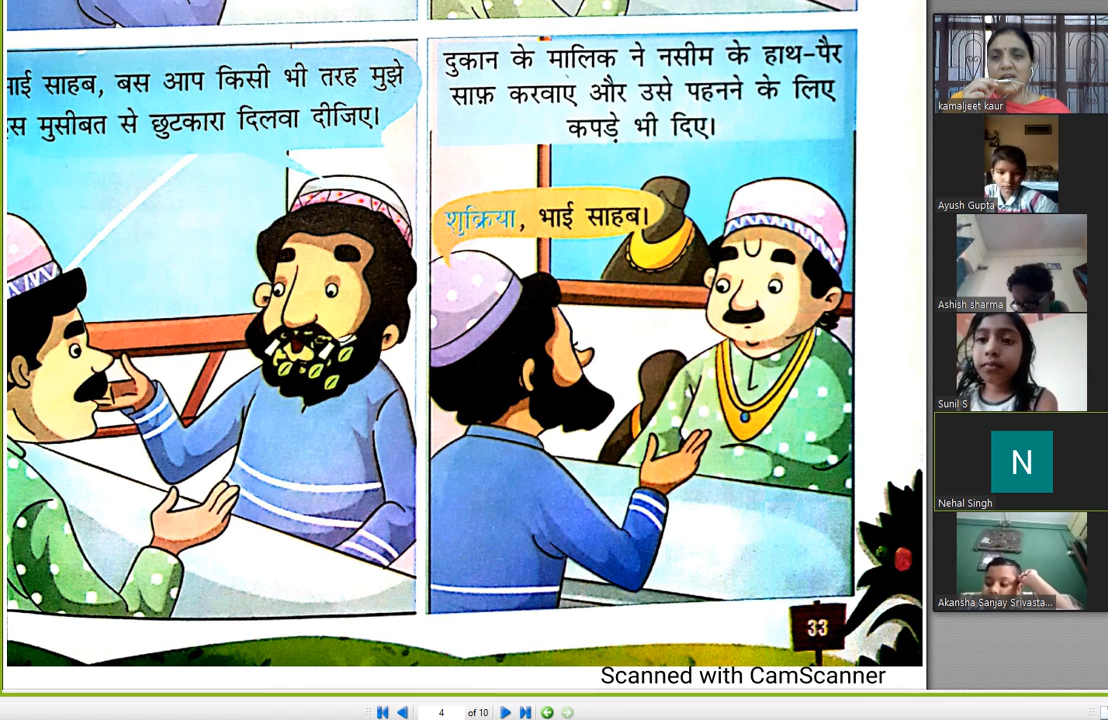 भाई साहब, बस आप किसी भी तरह मुझे
इस मुसीबत से छुटकारा दिलवा दीजिए।
दुकान के मालिक ने नसीम के हाथ-पैर
साफ़ करवाए और उसे पहनने के लिए
कपड़े भी दिए।
शुक्रिया, भाई साहब।
33
Scanned with CamScanner
4 of 10
kamaljeet kaur
Ayush Gupta
Ashish sharma
Sunil S
N
Nehal Singh
Akansha Sanjay Srivasta...